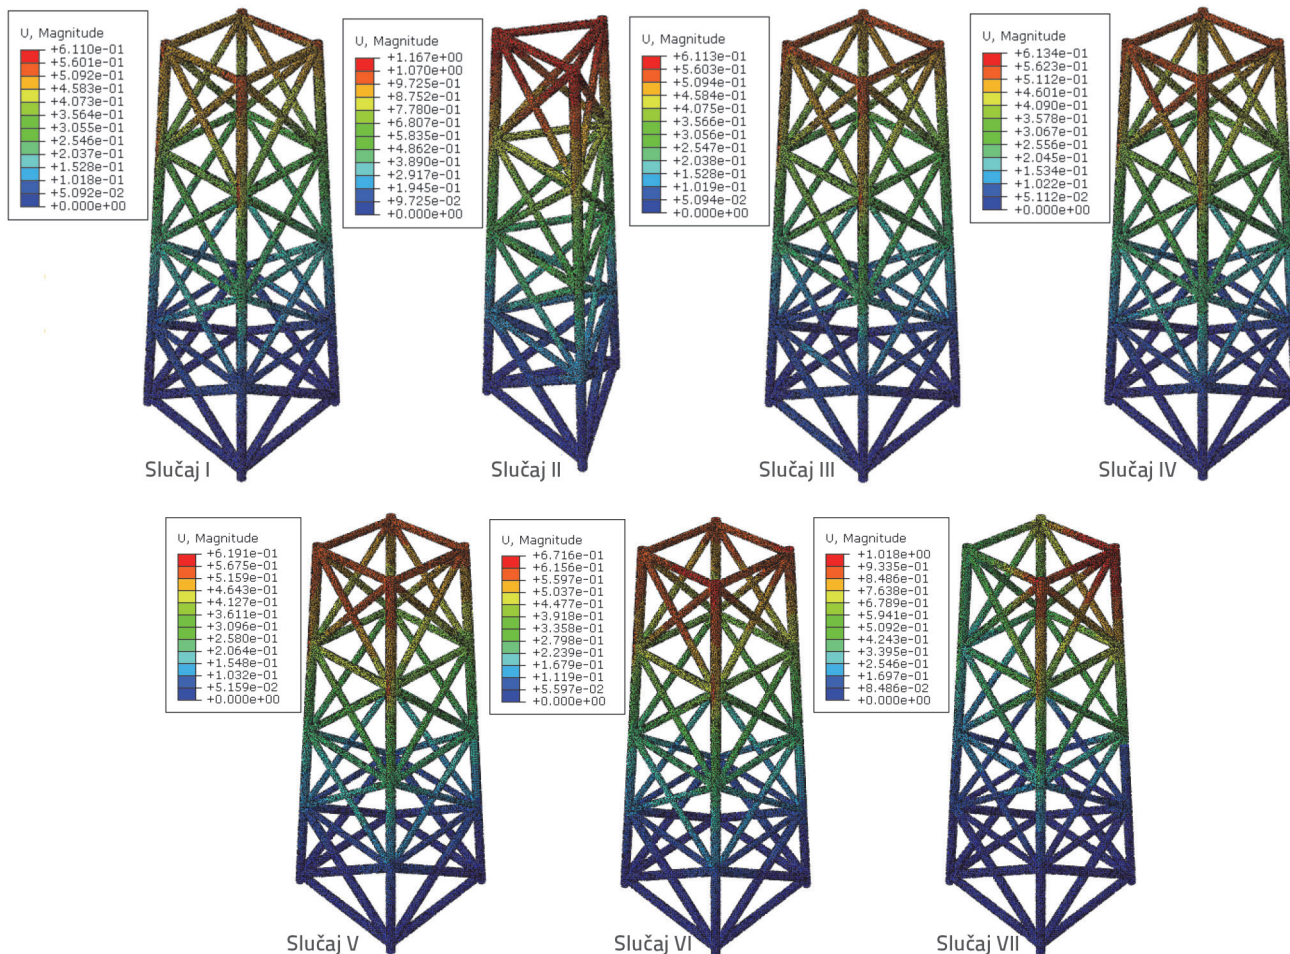 U, Magnitude
+6.110e-01
+5.601e-01
+5.092e-01
+4.583e-01
+4.073e-01
+3.564e-01
+3.055e-01
+2.546e-01
+2.037e-01
+1.528e-01
+1.018e-01
+5.092e-02
+0.000e+00
Slučaj I
U, Magnitude
+1.167e+00
+1.070e+00
+9.725e-01
+8.752e-01
+7.780e-01
+6.807e-01
+5.835e-01
+4.862e-01
+3.890e-01
+2.917e-01
+1.945e-01
+9.725e-02
+0.000e+00
Slučaj II
U, Magnitude
+6.113e-01
+5.603e-01
+5.094e-01
+4.584e-01
+4.075e-01
+3.566e-01
+3.056e-01
+2.547e-01
+2.038e-01
+1.528e-01
+1.019e-01
+5.094e-02
+0.000e+00
Slučaj III
U, Magnitude
+6.134e-01
+5.623e-01
+5.112e-01
+4.601e-01
+4.090e-01
+3.578e-01
+3.067e-01
+2.556e-01
+2.045e-01
+1.534e-01
+1.022e-01
+5.112e-02
+0.000e+00
Slučaj IV
U, Magnitude
+6.191e-01
+5.675e-01
+5.159e-01
+4.643e-01
+4.127e-01
+3.611e-01
+3.096e-01
+2.580e-01
+2.064e-01
+1.548e-01
+1.032e-01
+5.159e-02
+0.000e+00
Slučaj V
U, Magnitude
+6.716e-01
+6.156e-01
+5.597e-01
+5.037e-01
+4.477e-01
+3.918e-01
+3.358e-01
+2.798e-01
+2.239e-01
+1.679e-01
+1.119e-01
+5.597e-02
+0.000e+00
Slučaj VI
U, Magnitude
+1.018e+00
+9.335e-01
+8.486e-01
+7.638e-01
+6.789e-01
+5.941e-01
+5.092e-01
+4.243e-01
+3.395e-01
+2.546e-01
+1.697e-01
+8.486e-02
+0.000e+00
Slučaj VII